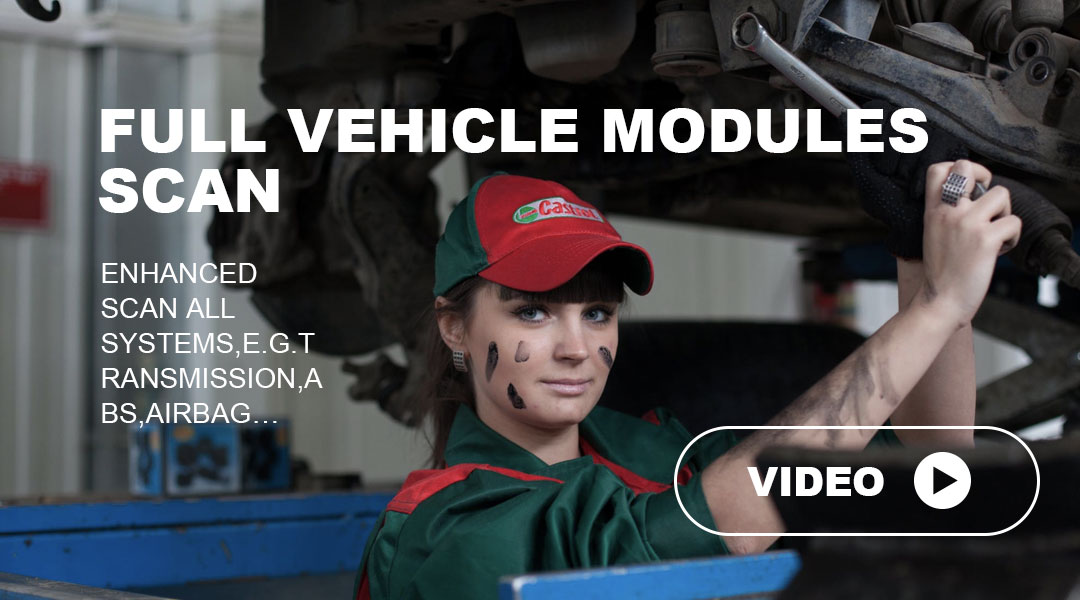 FULL VEHICLE MODULES
SCAN
ENHANCED
SCAN ALL
SYSTEMS,E.G.T
RANSMISSION,A
BS,AIRBAG...
Castrol
VIDEO